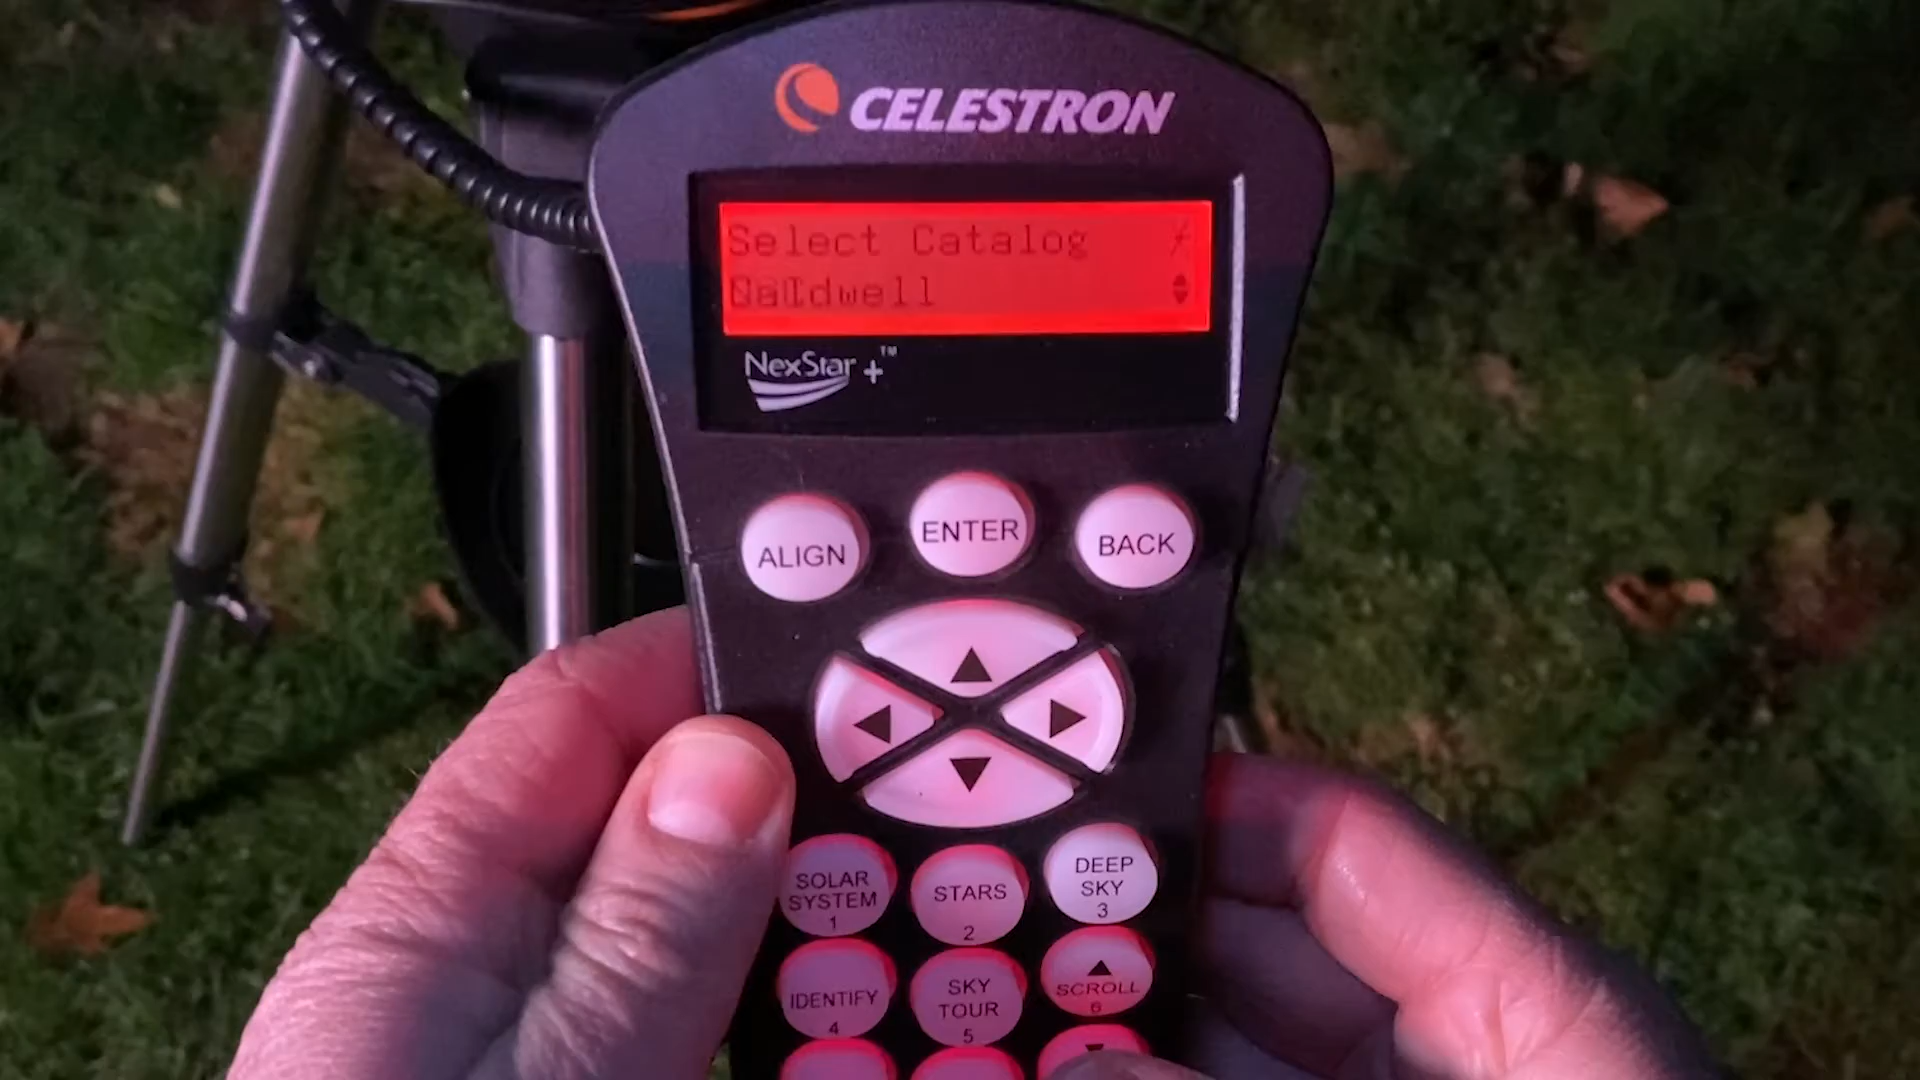 CELESTRON
Select Catalog
Caldwell
NexStar +™
ALIGN
ENTER
BACK
SOLAR
SYSTEM
1
STARS
2
DEEP
SKY
3
IDENTIFY
4
SKY
TOUR
5
SCROLL
6